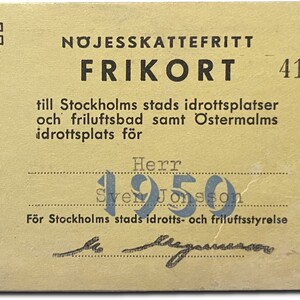 NÖJESSKATTEFRITT
FRIKORT 41
till Stockholms stads idrottsplatser
och friluftsbad samt Östermalms
idrottsplats för
Herr
Sven Jonsson
1950
För Stockholms stads idrotts- och friluftsstyrelse